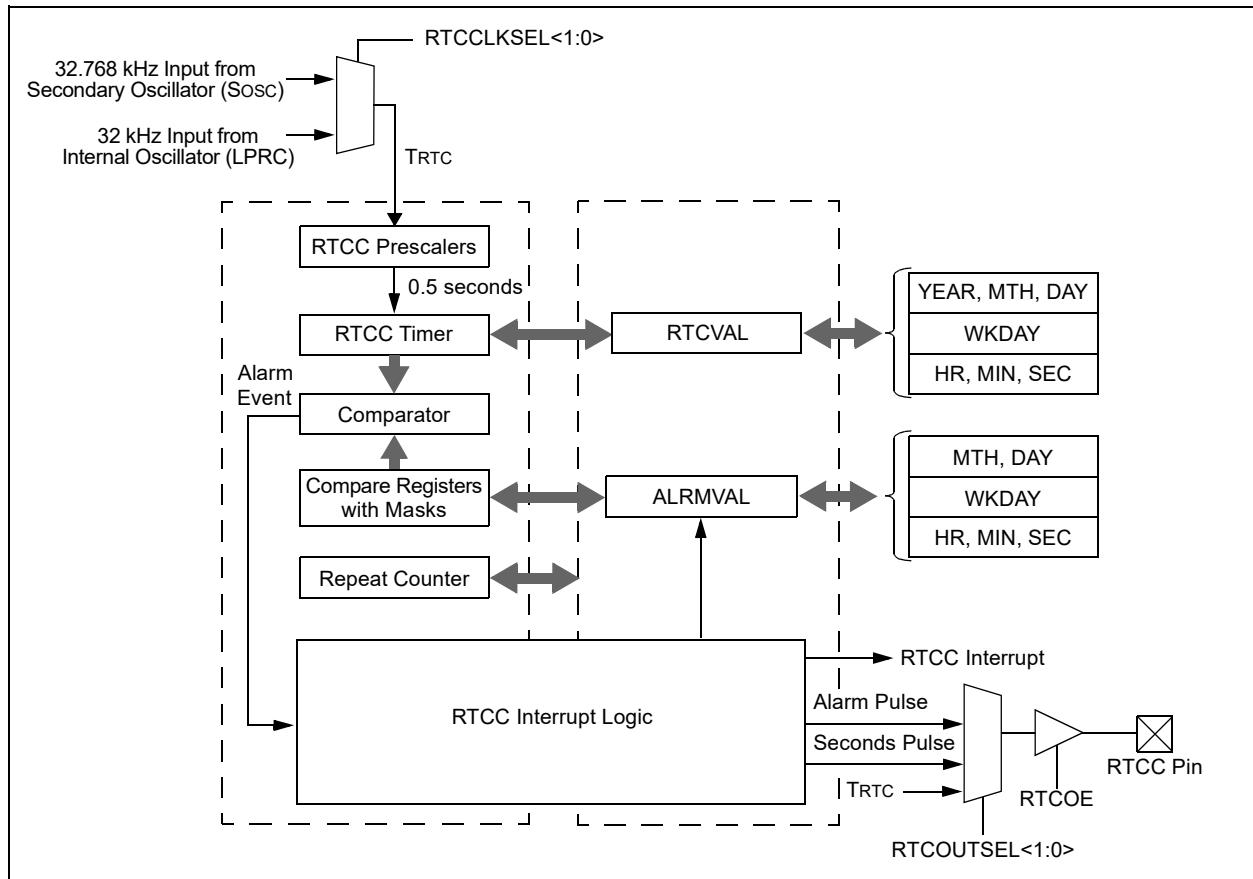 RTCCLKSEL<1:0>
32.768 kHz Input from
Secondary Oscillator (SOSC)
32 kHz Input from
Internal Oscillator (LPRC)
TRTC
RTCC Prescalers
0.5 seconds
RTCC Timer
RTCVAL
YEAR, MTH, DAY
WKDAY
HR, MIN, SEC
Alarm
Event
Comparator
Compare Registers
with Masks
ALRMVAL
MTH, DAY
WKDAY
HR, MIN, SEC
Repeat Counter
RTCC Interrupt Logic
RTCC Interrupt
Alarm Pulse
Seconds Pulse
TRTC
RTCOE
RTCC Pin
RTCOUTSEL<1:0>